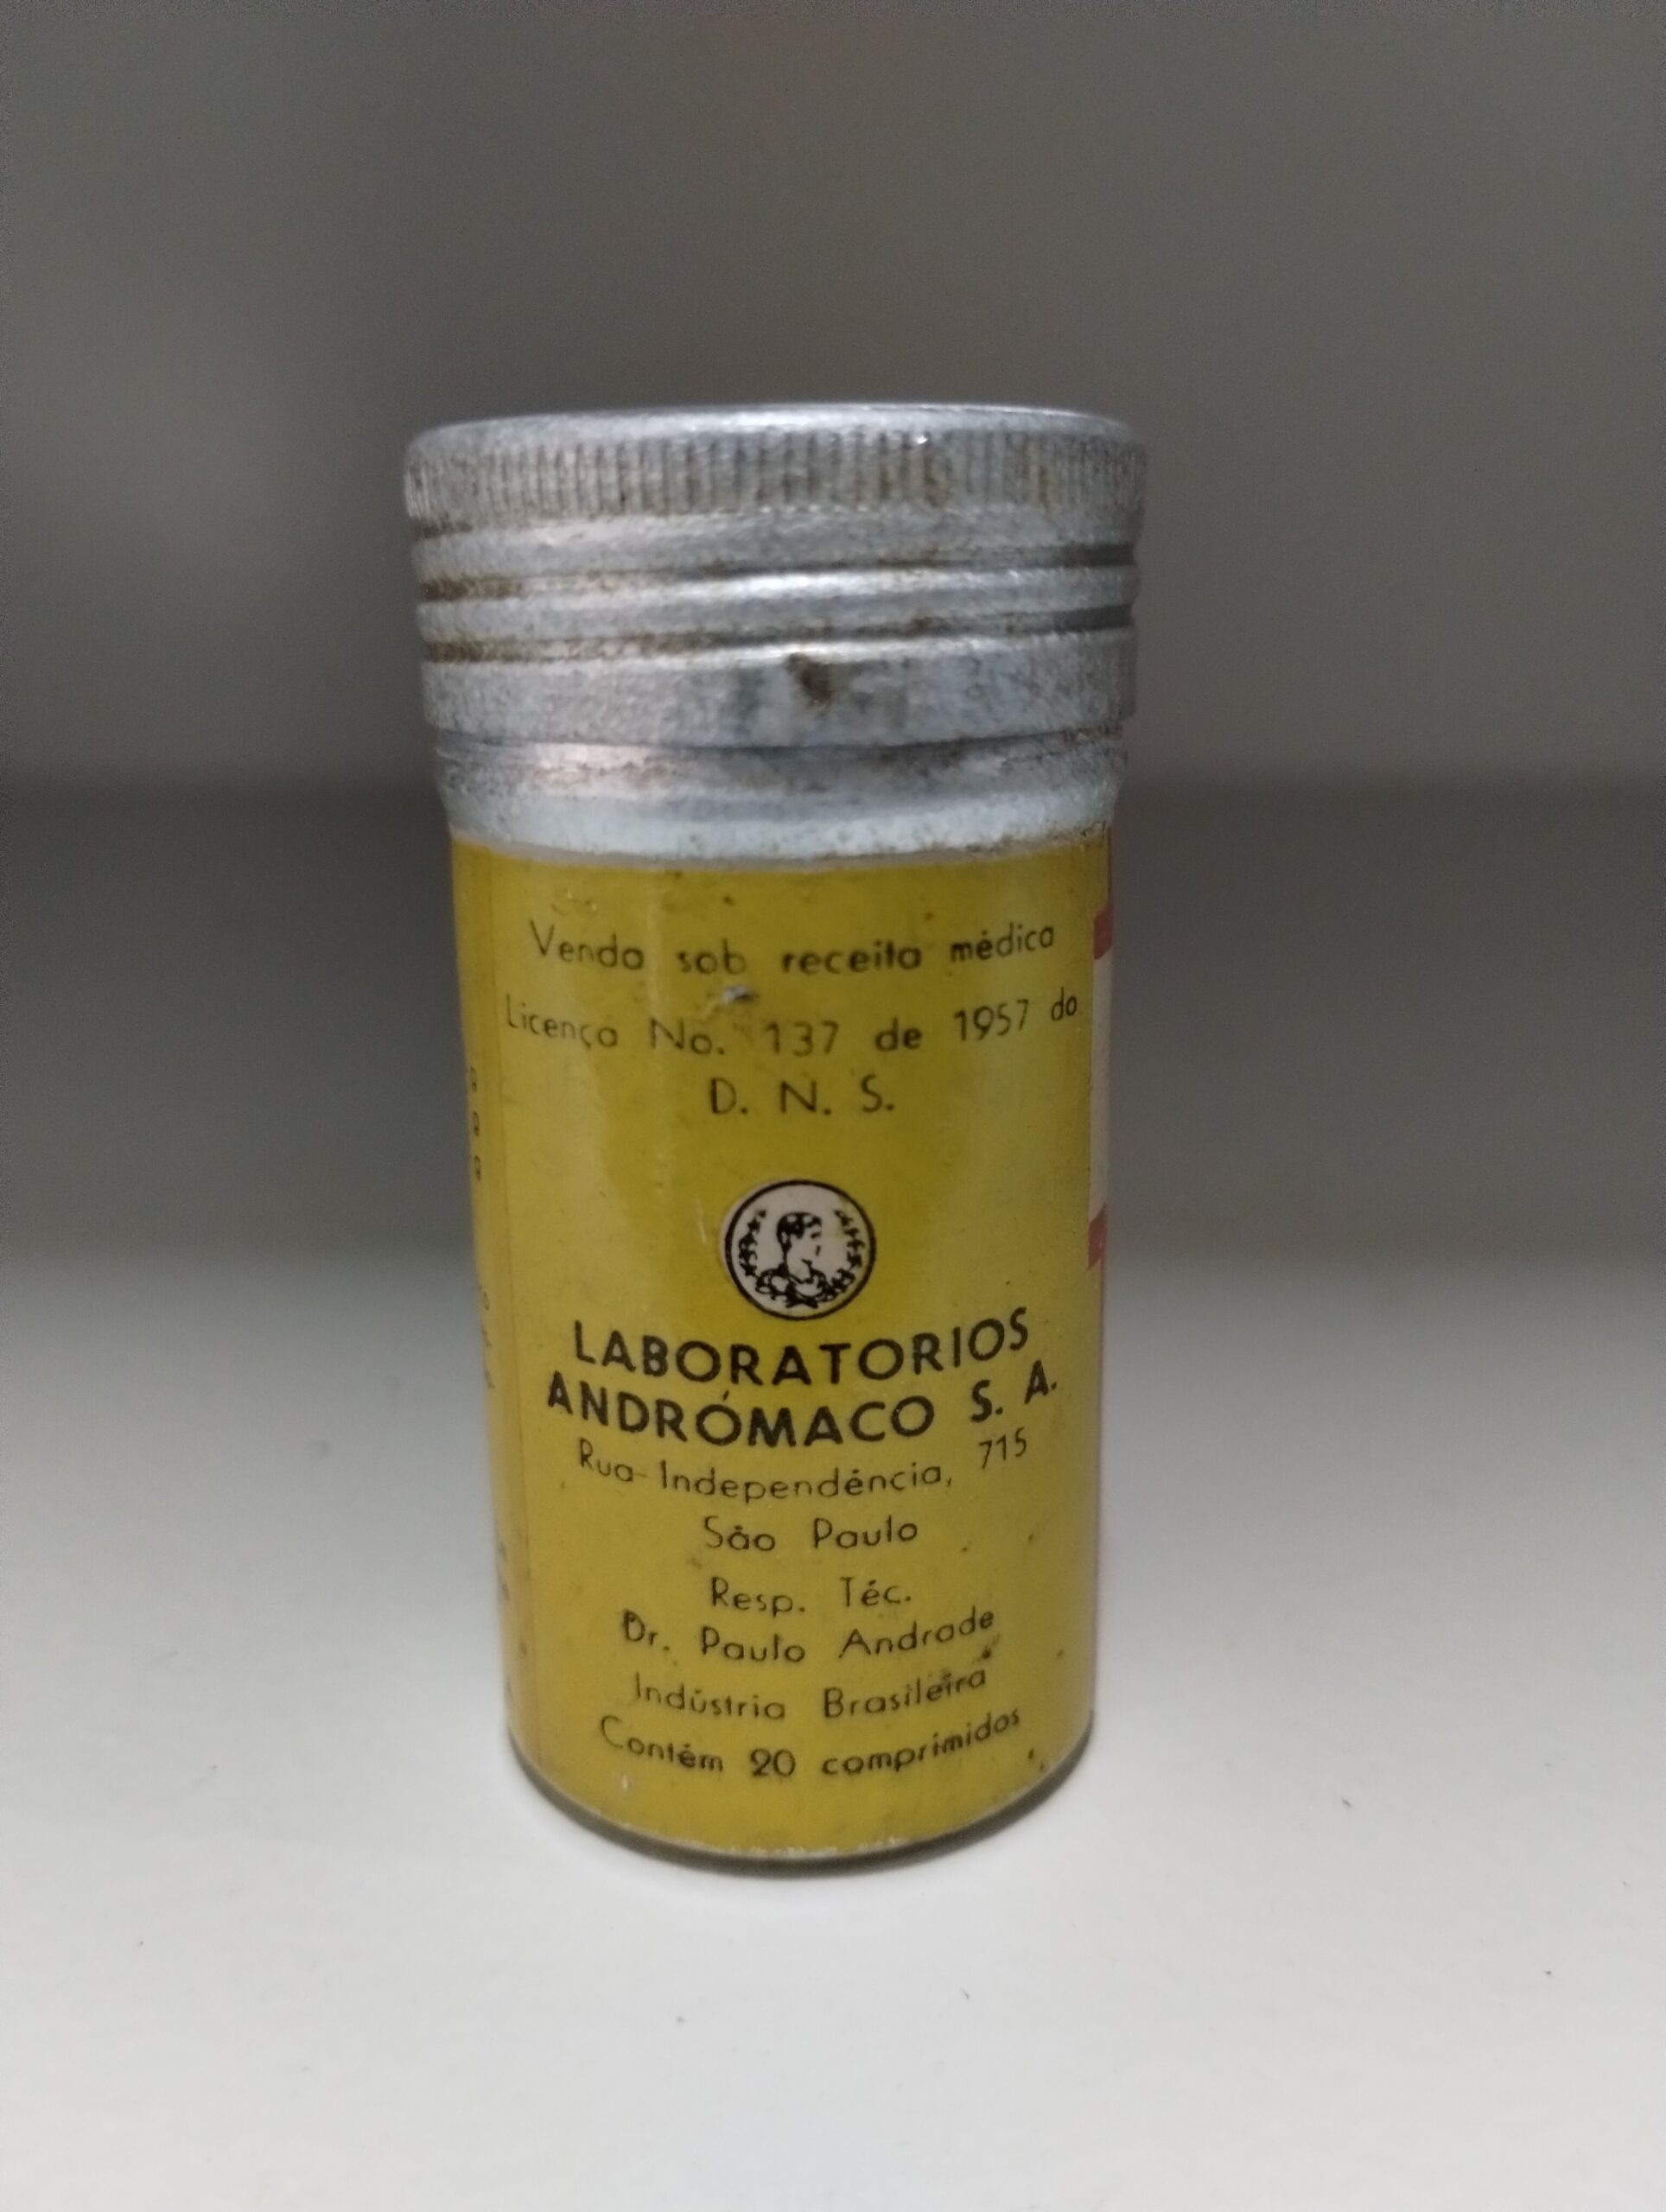 Venda sob receita médica
Licença No. 137 de 1957 do
D. N. S.
LABORATORIOS
ANDRÓMACO S. A.
Rua Independência, 715
São Paulo
Resp. Téc.
Dr. Paulo Andrade
Indústria Brasileira
Contém 20 comprimidos